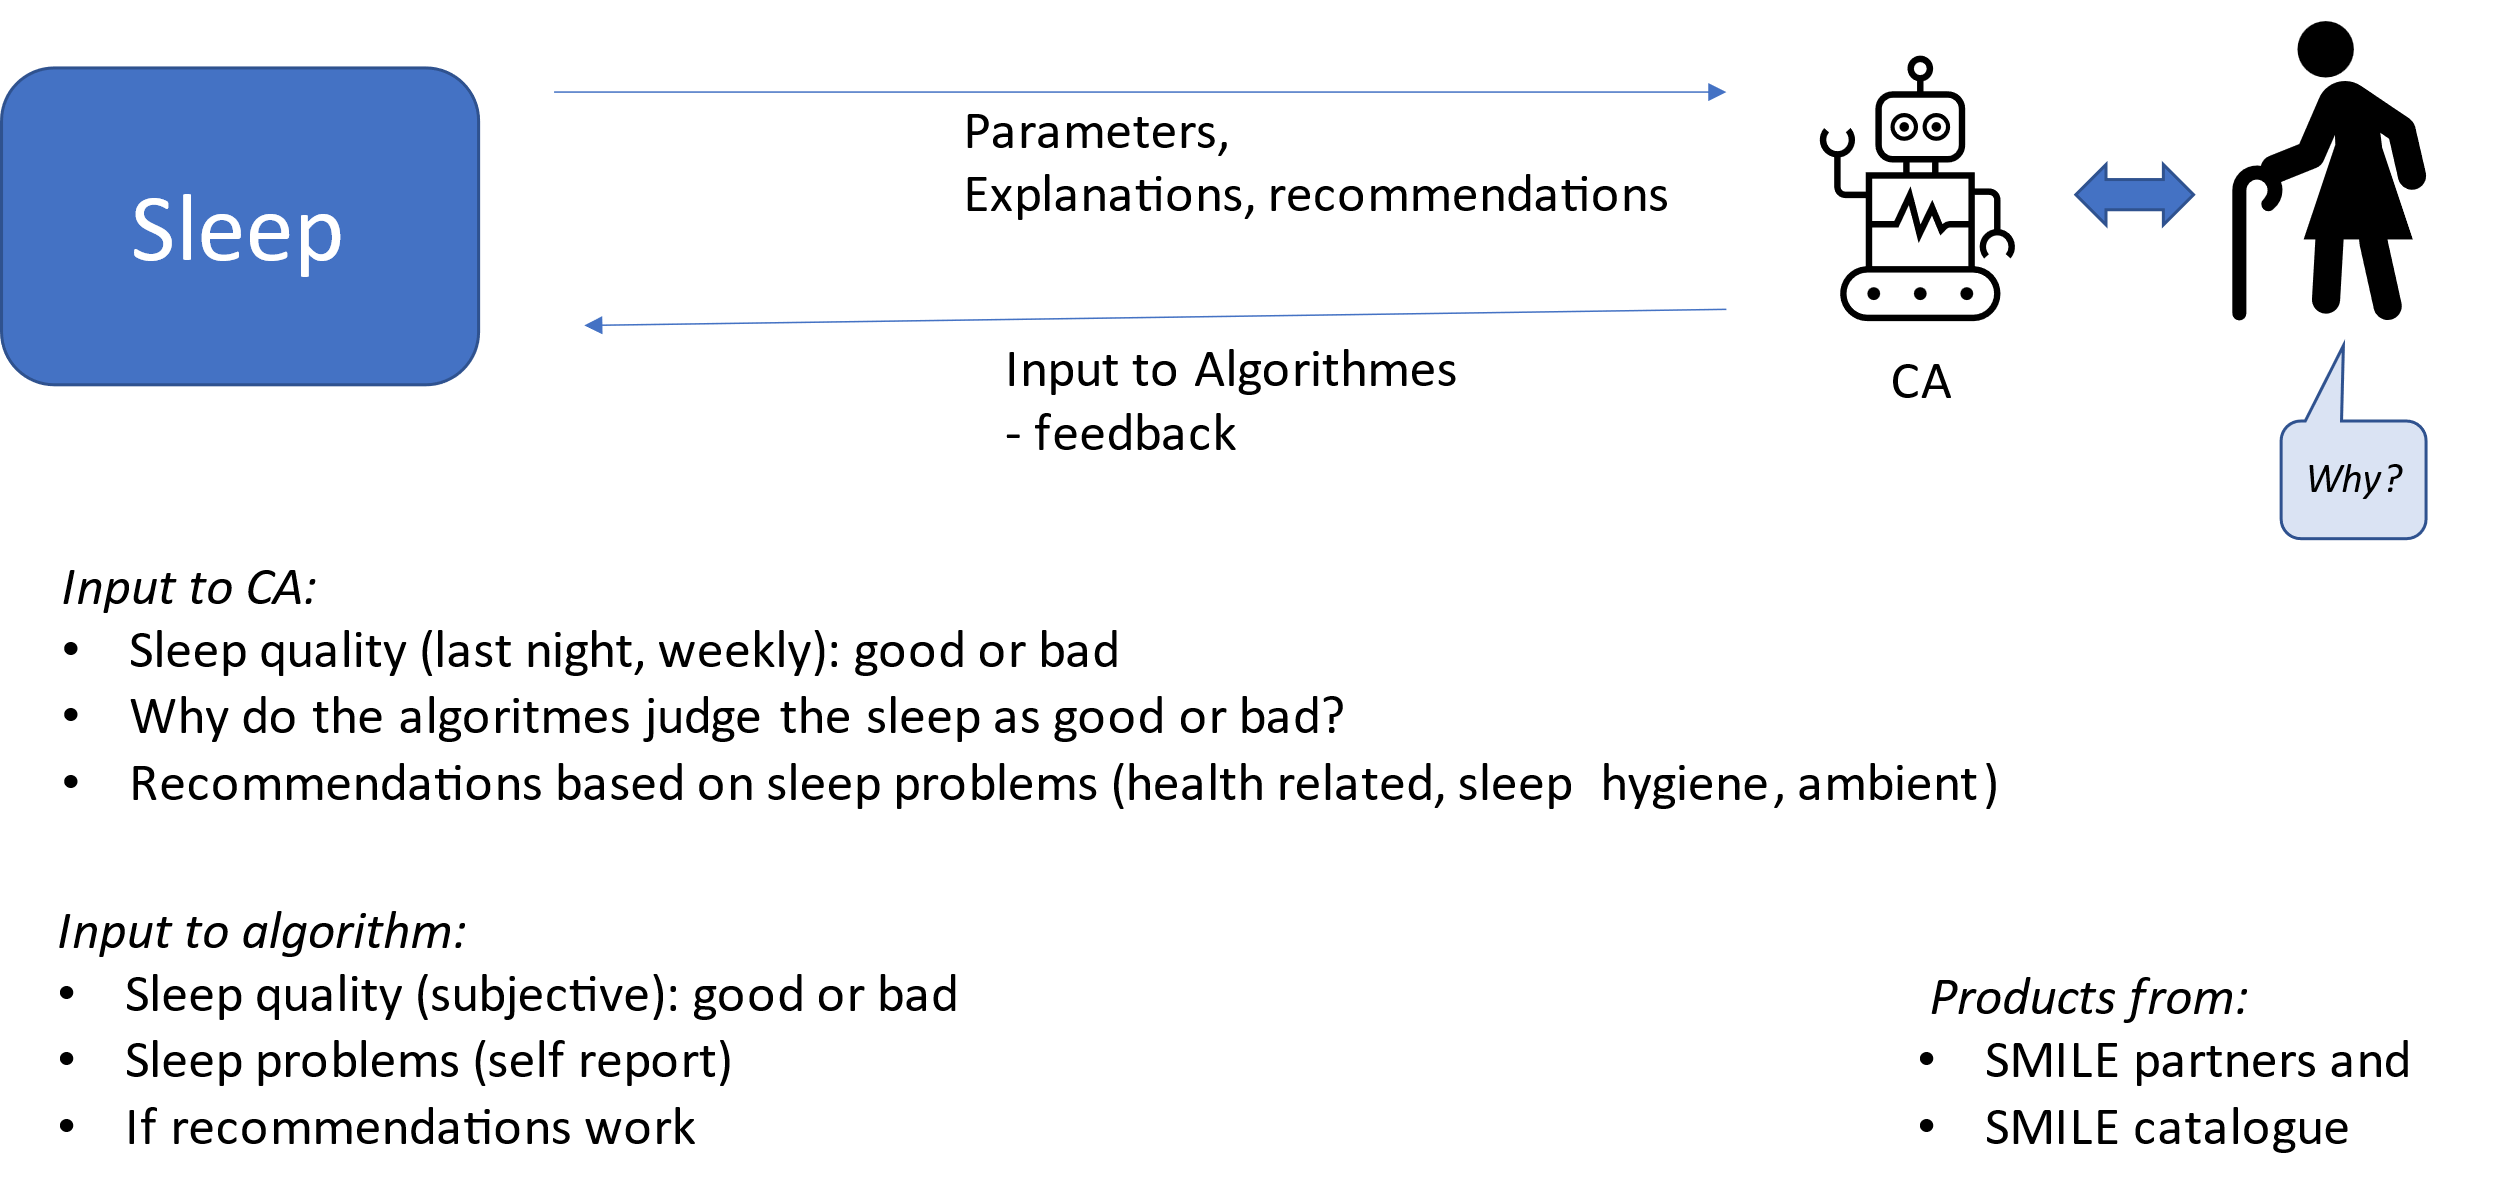 Sleep
Parameters,
Explanations, recommendations
Input to Algorithmes
- feedback
CA
Why?
Input to CA:
• Sleep quality (last night, weekly): good or bad
• Why do the algoritmes judge the sleep as good or bad?
• Recommendations based on sleep problems (health related, sleep hygiene, ambient)
Input to algorithm:
• Sleep quality (subjective): good or bad
• Sleep problems (self report)
• If recommendations work
Products from:
• SMILE partners and
• SMILE catalogue